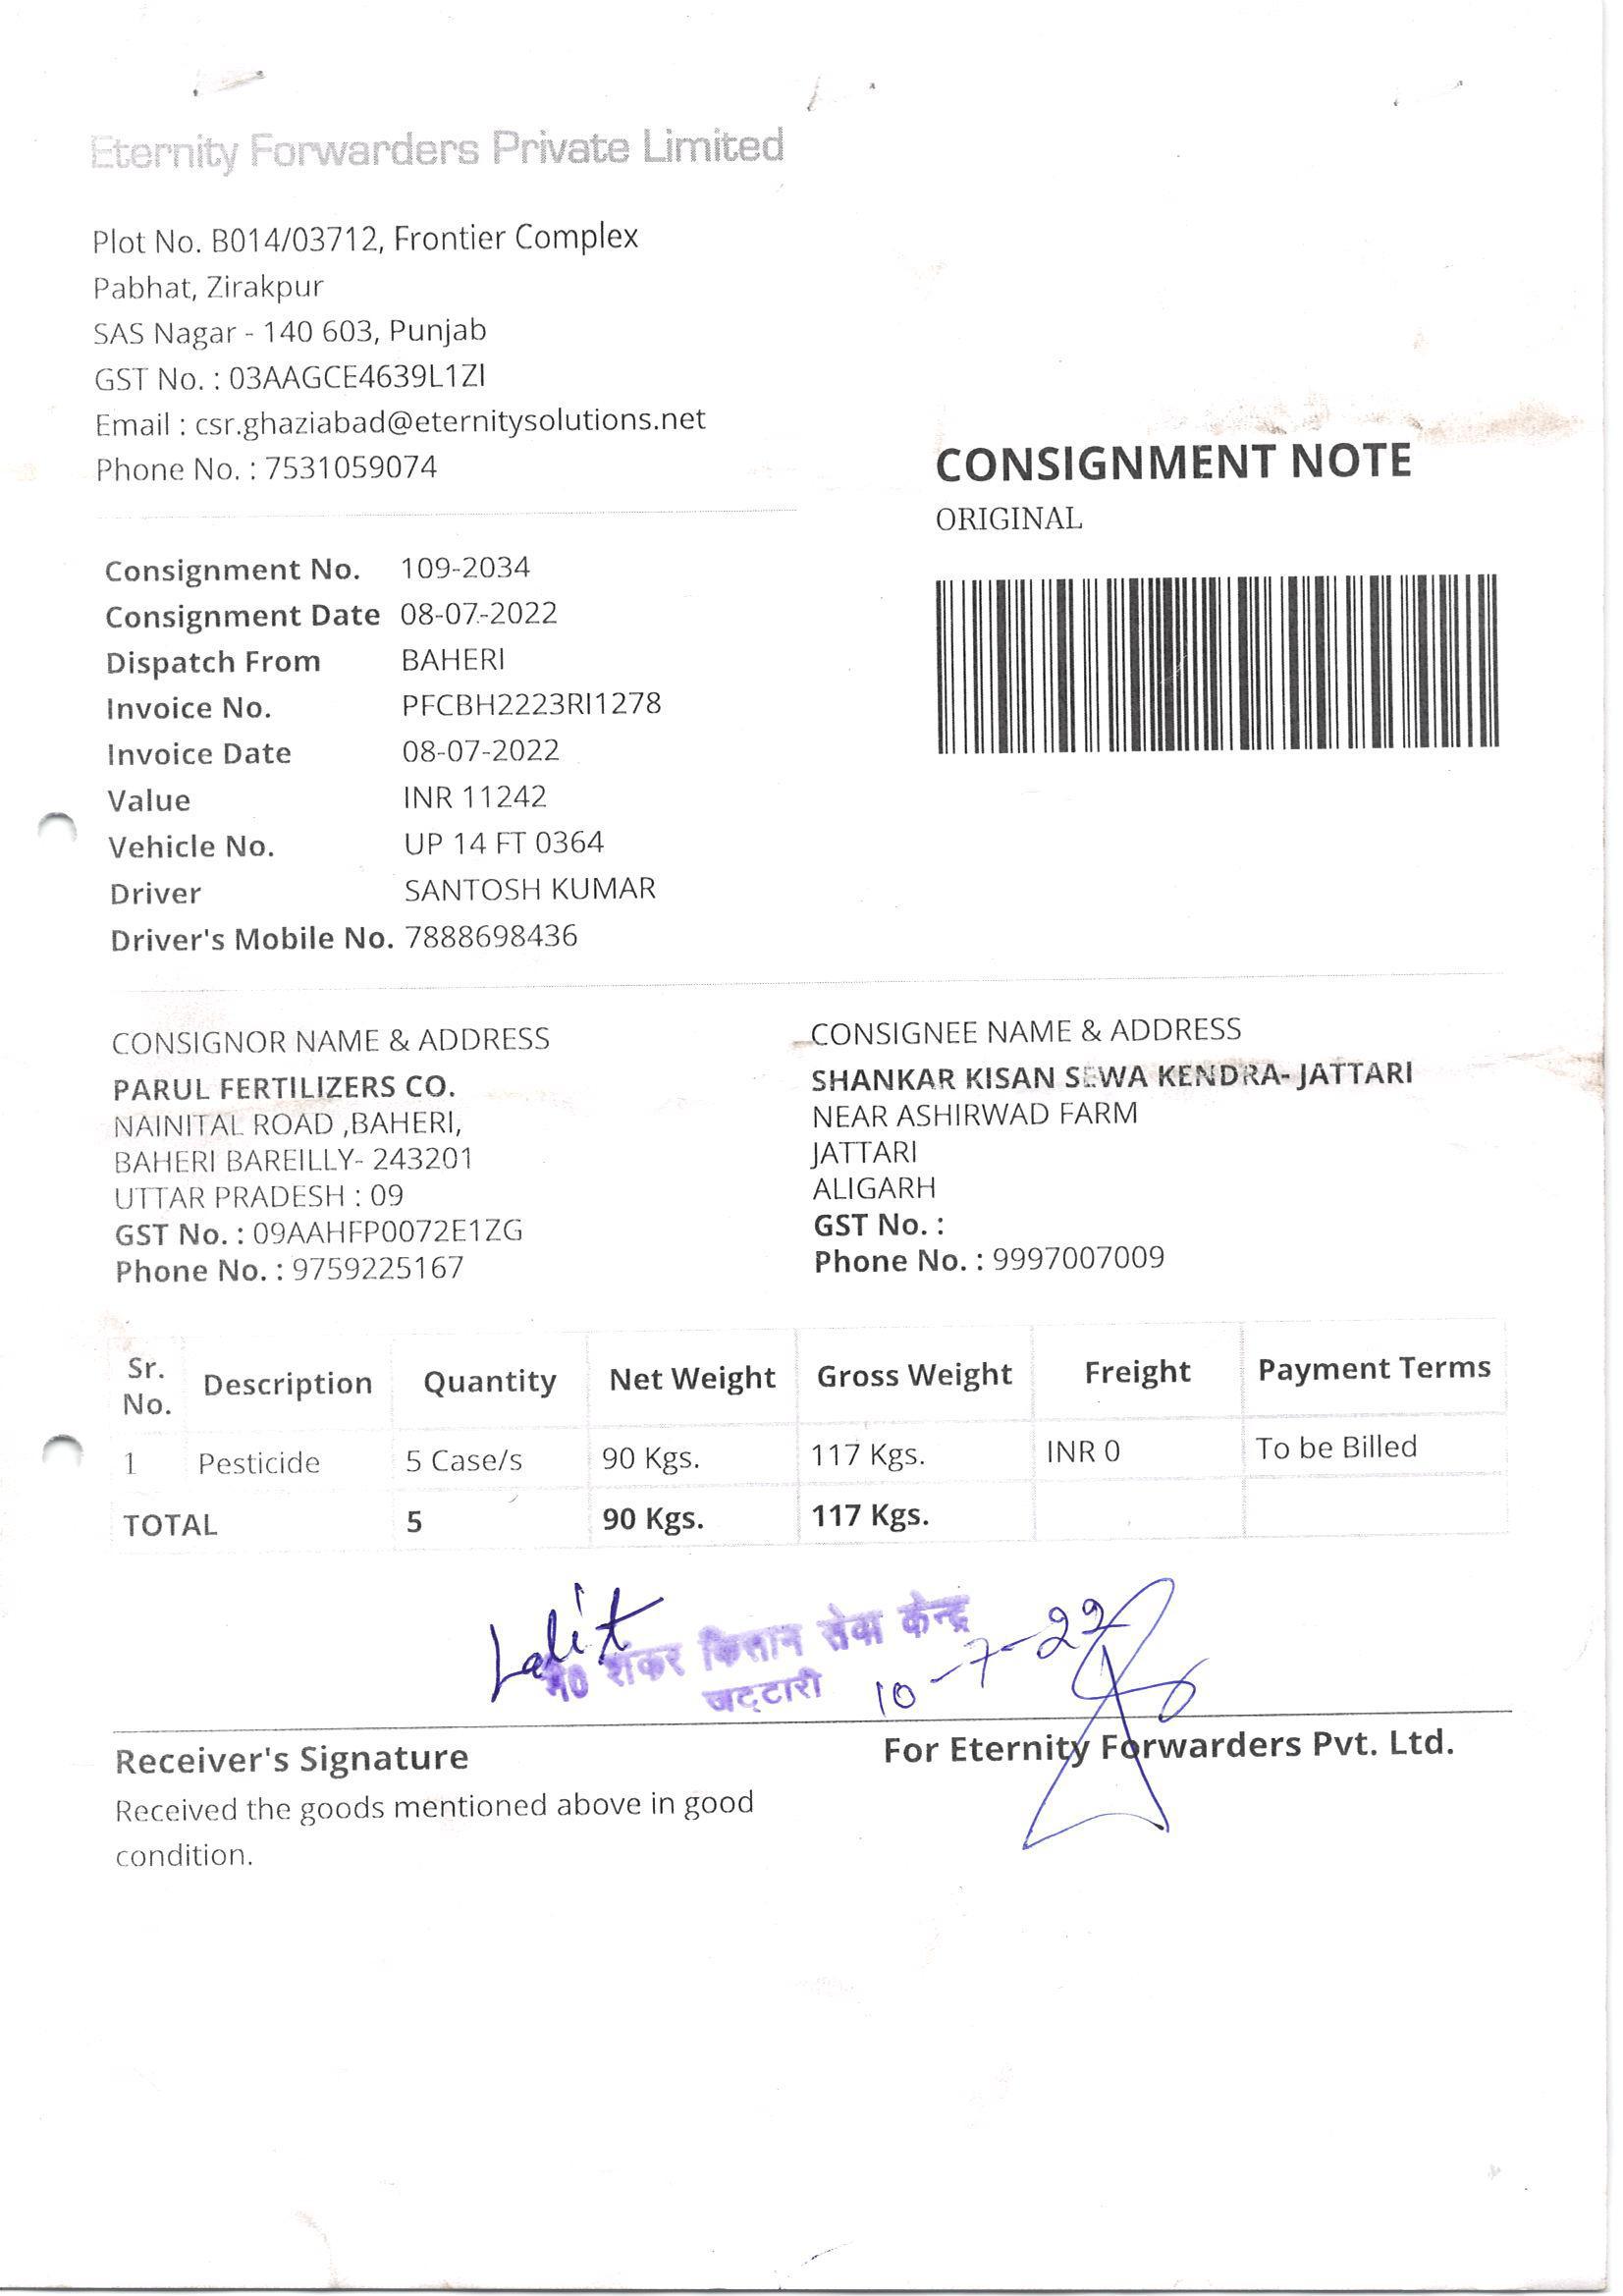 Eternity Forwarders Private Limited
Plot No. B014/03712, Frontier Complex
Pabhat, Zirakpur
SAS Nagar - 140 603, Punjab
GST No. : 03AAGCE4639L1ZI
Email : csr.ghaziabad@eternitysolutions.net
Phone No. : 7531059074
CONSIGNMENT NOTE
ORIGINAL
Consignment No. 109-2034
Consignment Date 08-07-2022
Dispatch From BAHERI
Invoice No. PFCBH2223RI1278
Invoice Date 08-07-2022
Value INR 11242
Vehicle No. UP 14 FT 0364
Driver SANTOSH KUMAR
Driver's Mobile No. 7888698436
CONSIGNOR NAME & ADDRESS
PARUL FERTILIZERS CO.
NAINITAL ROAD ,BAHERI,
BAHERI BAREILLY- 243201
UTTAR PRADESH : 09
GST No. : 09AAHFP0072E1ZG
Phone No. : 9759225167
CONSIGNEE NAME & ADDRESS
SHANKAR KISAN SEWA KENDRA- JATTARI
NEAR ASHIRWAD FARM
JATTARI
ALIGARH
GST No. :
Phone No. : 9997007009
Sr. No. Description Quantity Net Weight Gross Weight Freight Payment Terms
1 Pesticide 5 Case/s 90 Kgs. 117 Kgs. INR 0 To be Billed
TOTAL 5 90 Kgs. 117 Kgs.
Lalit
मै0 शंकर किसान सेवा केन्द्र
जट्टारी
10-7-22
Receiver's Signature
Received the goods mentioned above in good
condition.
For Eternity Forwarders Pvt. Ltd.